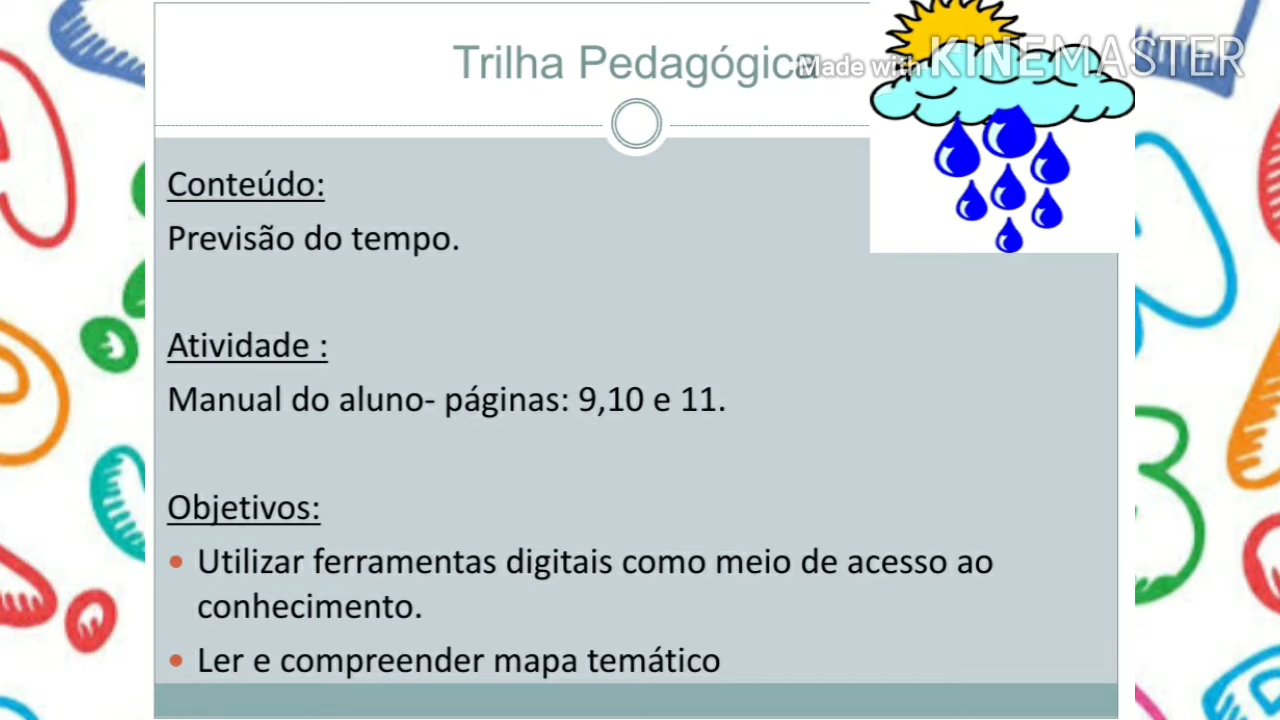 Trilha Pedagógica
Made with KINEMASTER
Conteúdo:
Previsão do tempo.
Atividade :
Manual do aluno- páginas: 9,10 e 11.
Objetivos:
Utilizar ferramentas digitais como meio de acesso ao
conhecimento.
Ler e compreender mapa temático